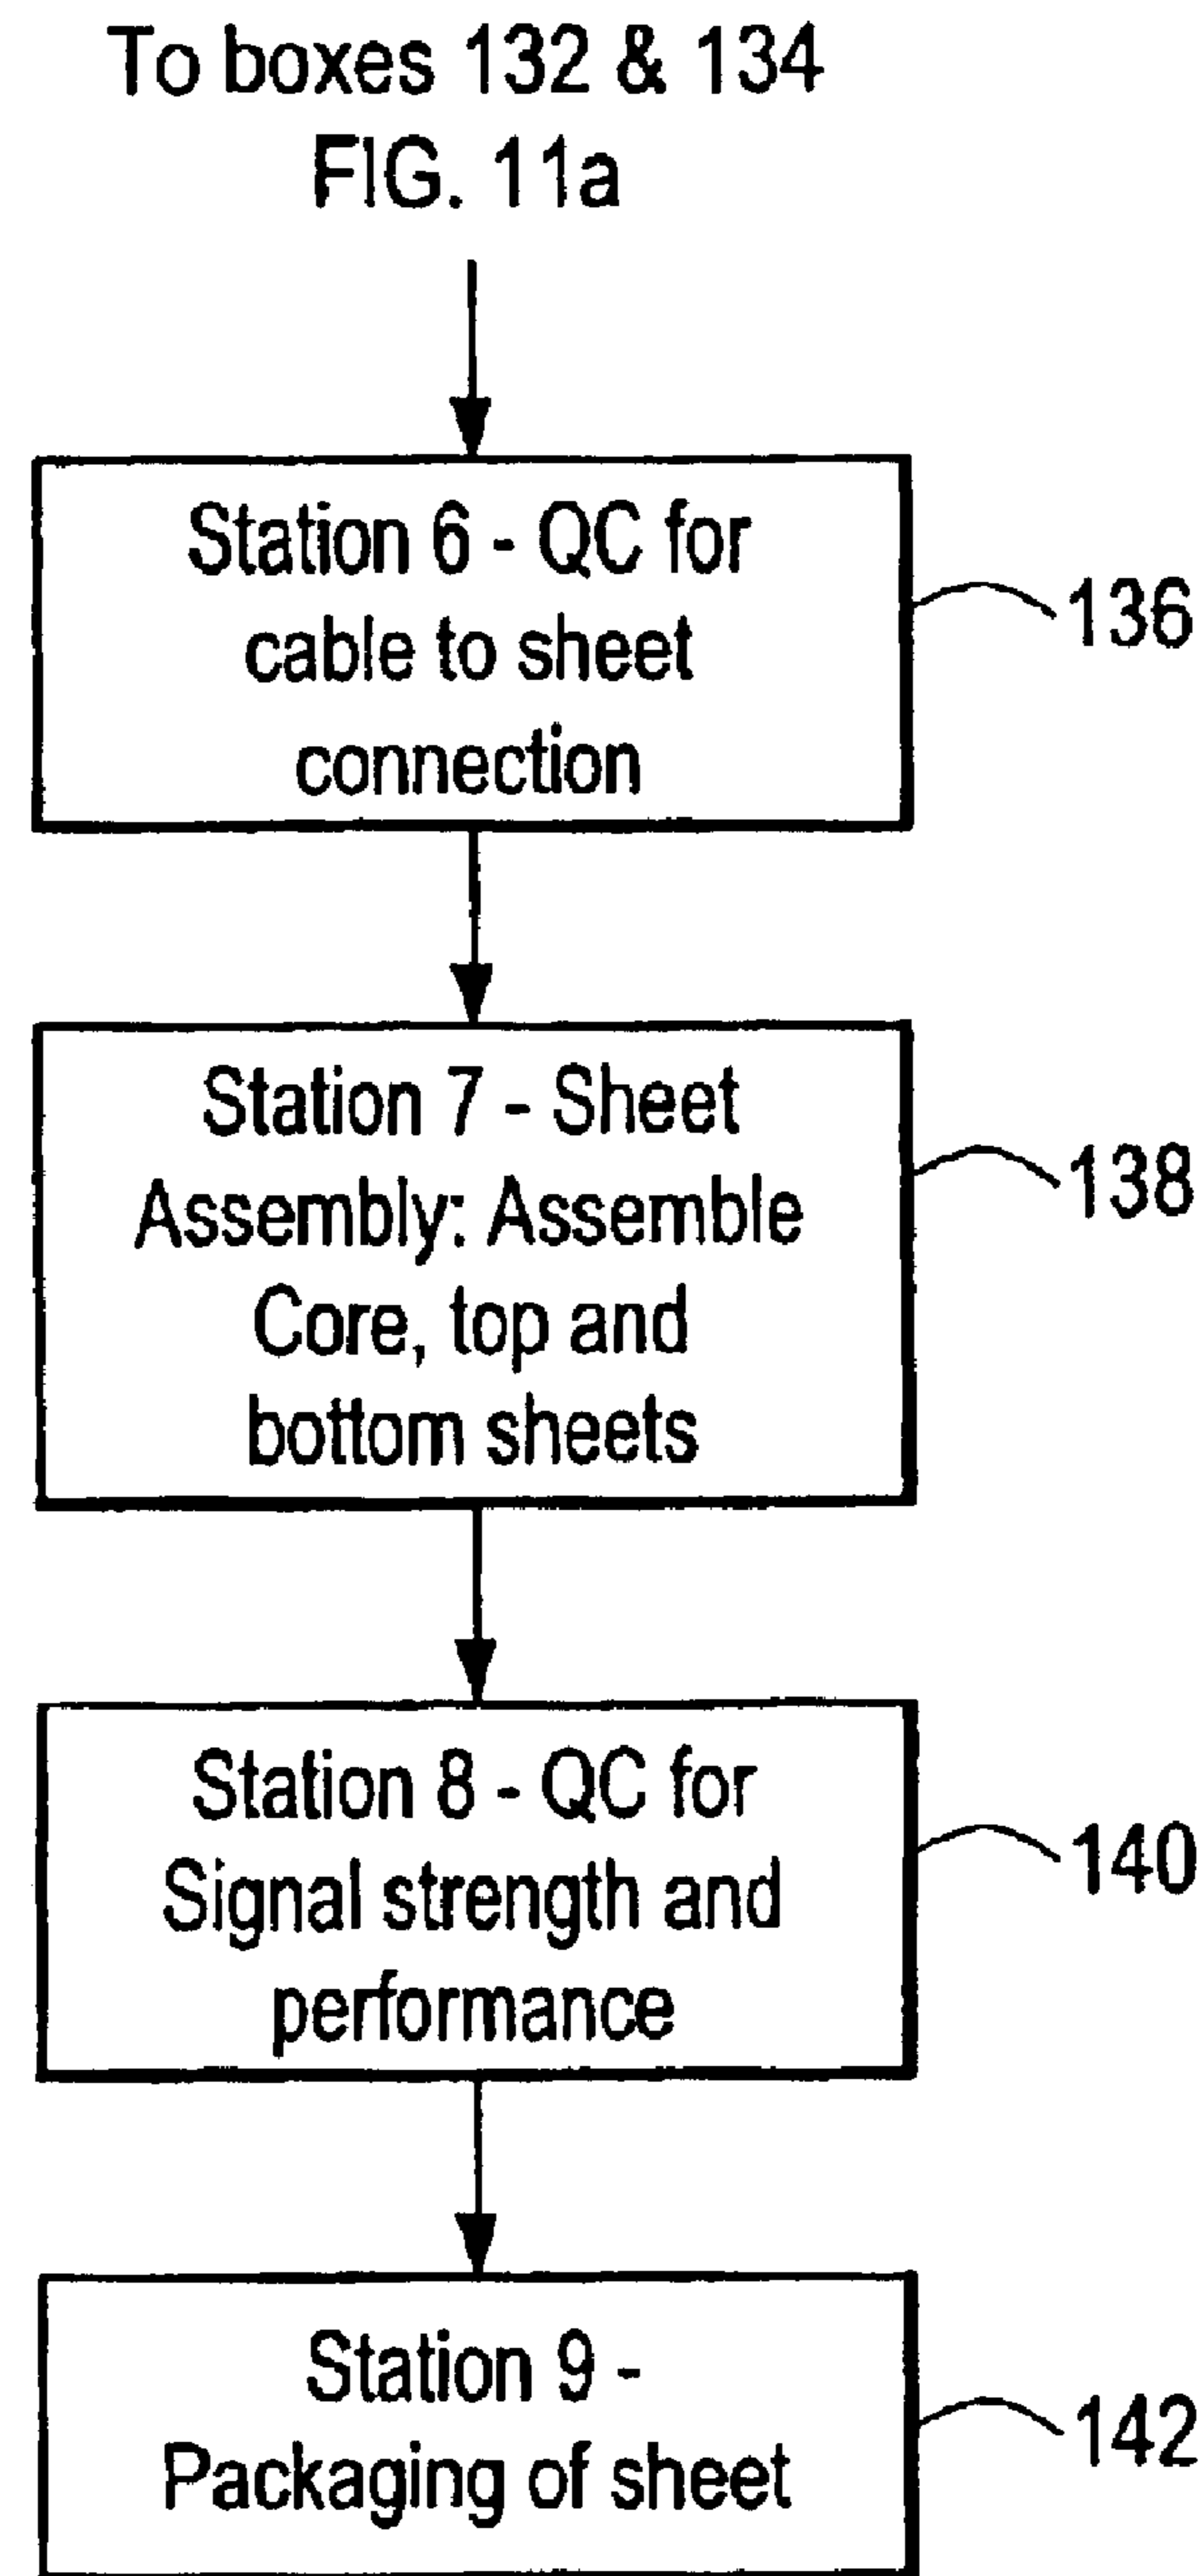 To boxes 132 & 134
FIG. 11a
Station 6 - QC for
cable to sheet
connection
136
Station 7 - Sheet
Assembly: Assemble
Core, top and
bottom sheets
138
Station 8 - QC for
Signal strength and
performance
140
Station 9 -
Packaging of sheet
142